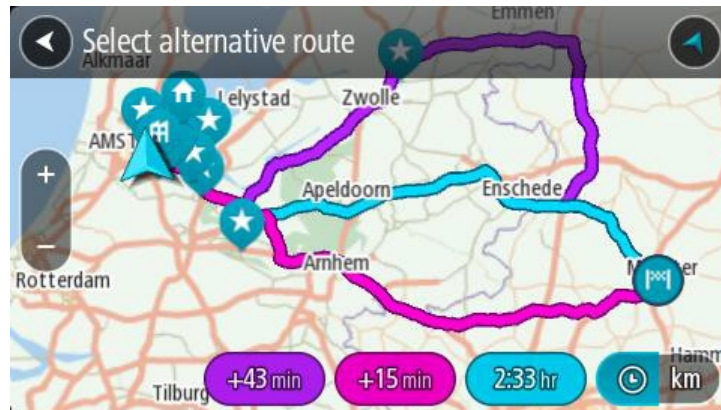 Emmen
Select alternative route
Alkmaar
Lelystad
Zwolle
AMST
+
Apeldoorn
Enschede
−
Arnhem
Rotterdam
Hamm
+43 min
+15 min
2:33 hr
km
Tilburg